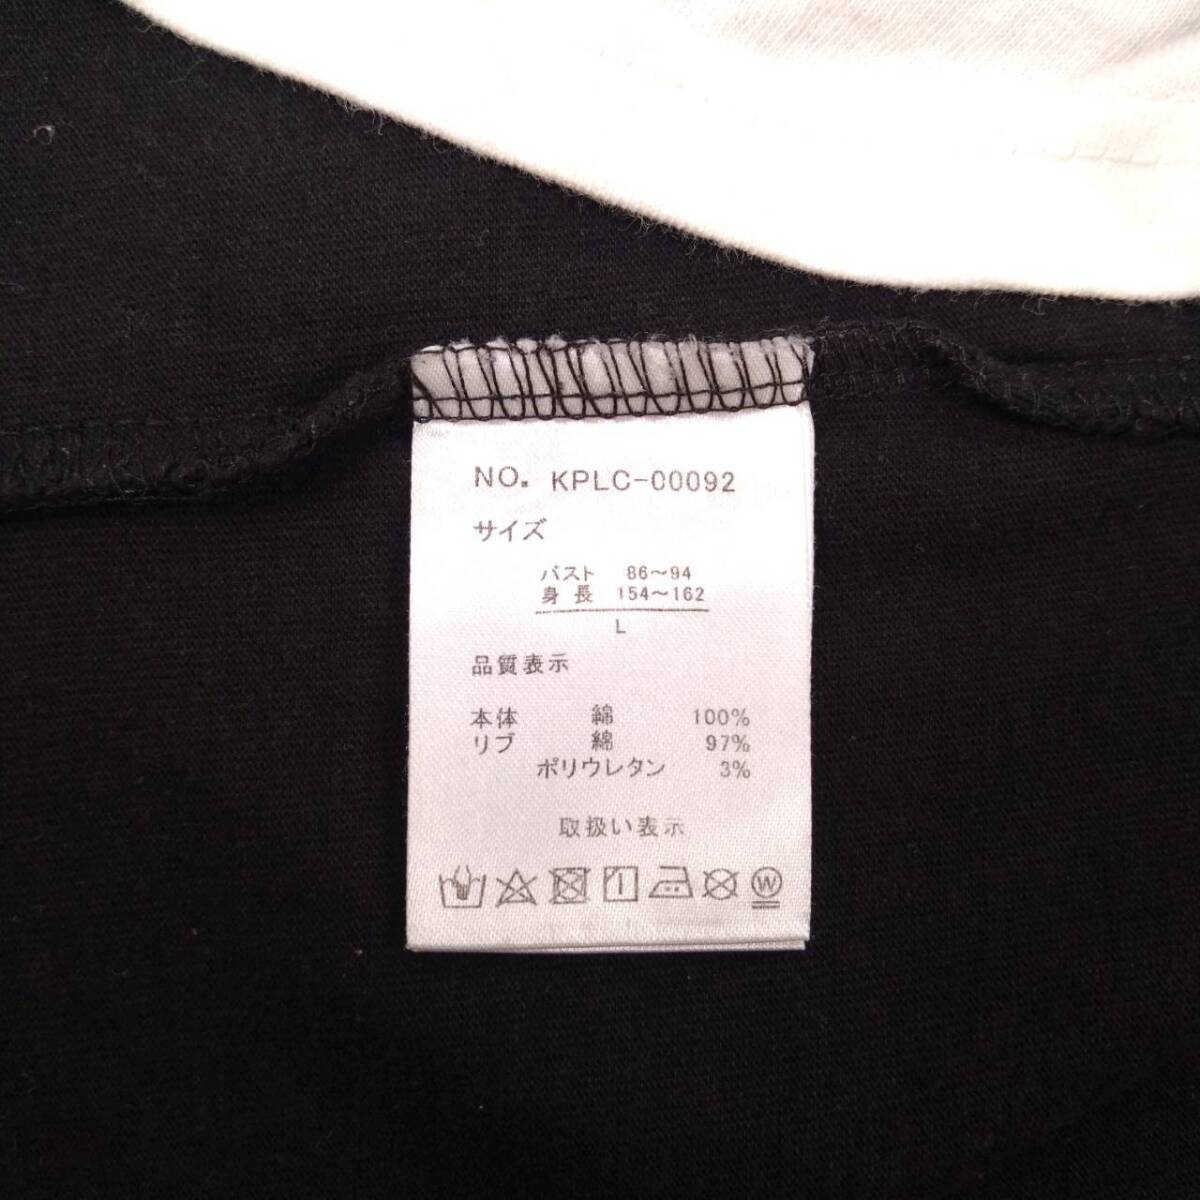 NO. KPLC-00092
サイズ
バスト 86〜94
身長 154〜162
L
品質表示
本体 綿 100%
リブ 綿 97%
ポリウレタン 3%
取扱い表示
W